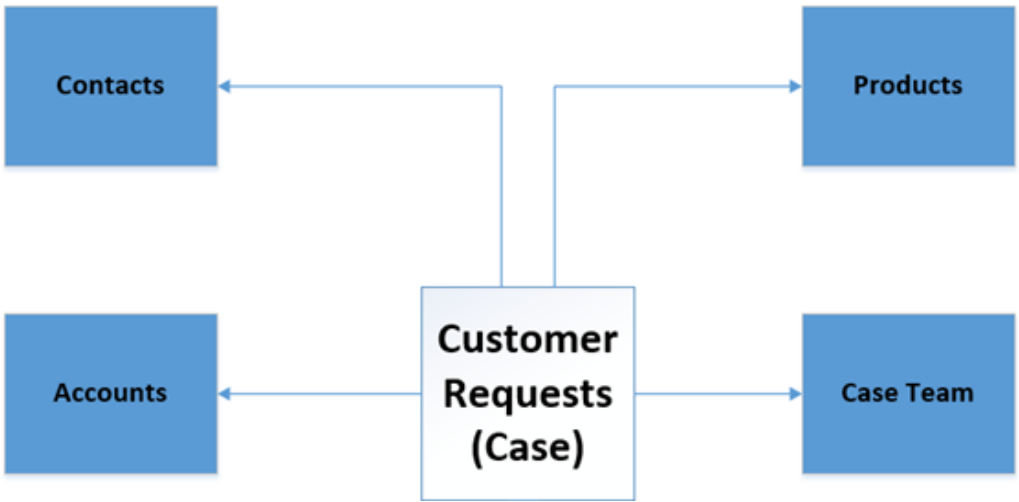 Contacts
Products
Customer
Requests
(Case)
Accounts
Case Team